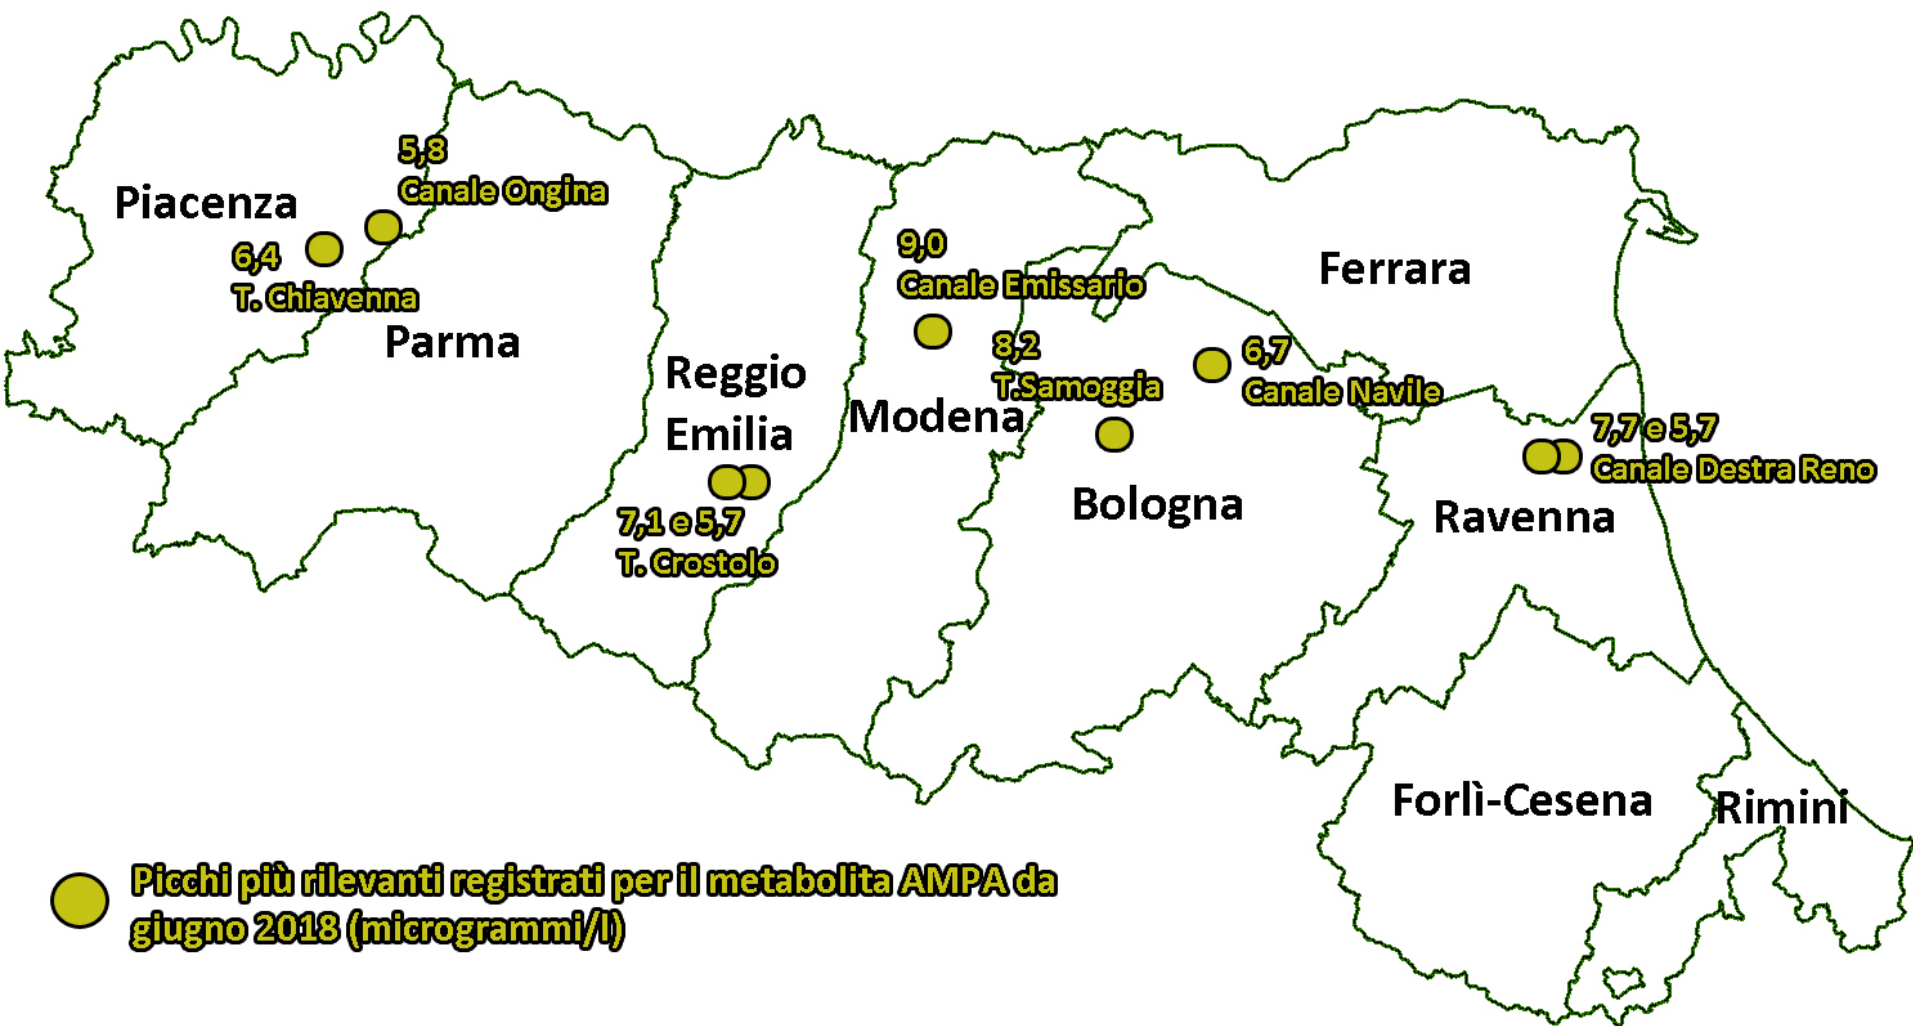 5,8
Canale Ongina
Piacenza
6,4
T. Chiavenna
Parma
9,0
Canale Emissario
Ferrara
8,2
T.Samoggia
6,7
Canale Navile
Reggio
Emilia
Modena
7,7 e 5,7
Canale Destra Reno
7,1 e 5,7
T. Crostolo
Bologna
Ravenna
Forlì-Cesena
Rimini
Picchi più rilevanti registrati per il metabolita AMPA da
giugno 2018 (microgrammi/l)